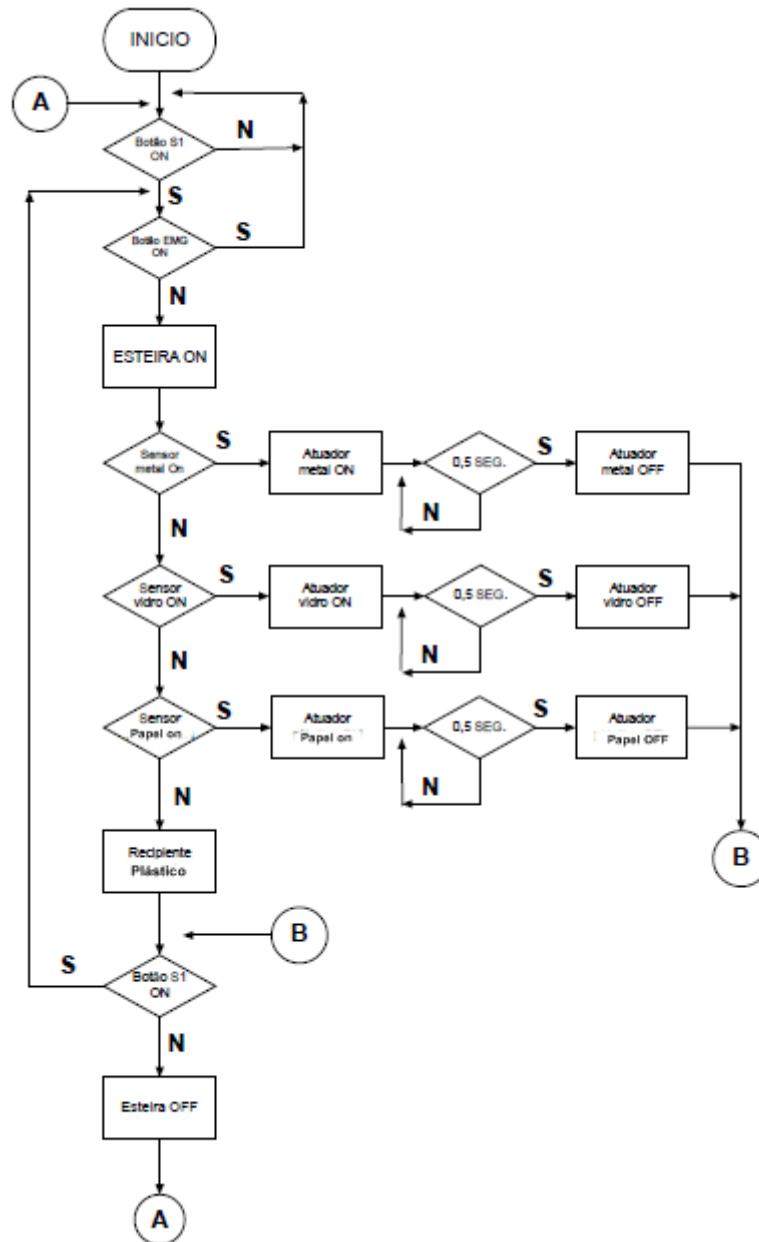 INICIO
A
Botão S1
ON
N
S
Botão EMG
ON
S
N
ESTEIRA ON
Sensor
metal On
S
Atuador
metal ON
0,5 SEG.
S
Atuador
metal OFF
N
N
Sensor
vidro ON
S
Atuador
vidro ON
0,5 SEG.
S
Atuador
vidro OFF
N
N
Sensor
Papel on
S
Atuador
Papel on
0,5 SEG.
S
Atuador
Papel OFF
N
N
Recipiente
Plástico
B
B
Botão S1
ON
S
N
Esteira OFF
A